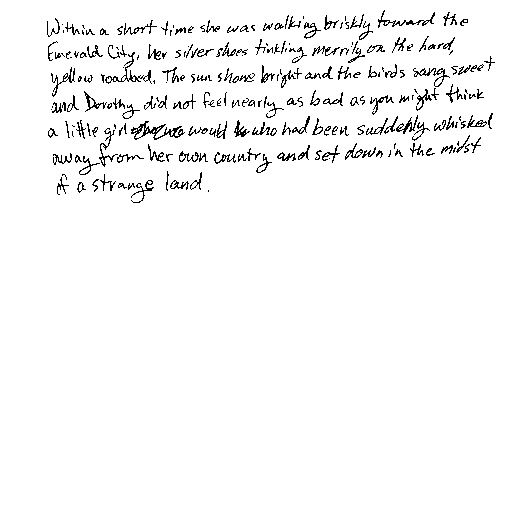 Within a short time she was walking briskly toward the
Emerald City, her silver shoes tinkling merrily on the hard,
yellow roadbed. The sun shone bright and the birds sang sweet
and Dorothy did not feel nearly as bad as you might think
a little girl would who had been suddenly whisked
away from her own country and set down in the midst
of a strange land.